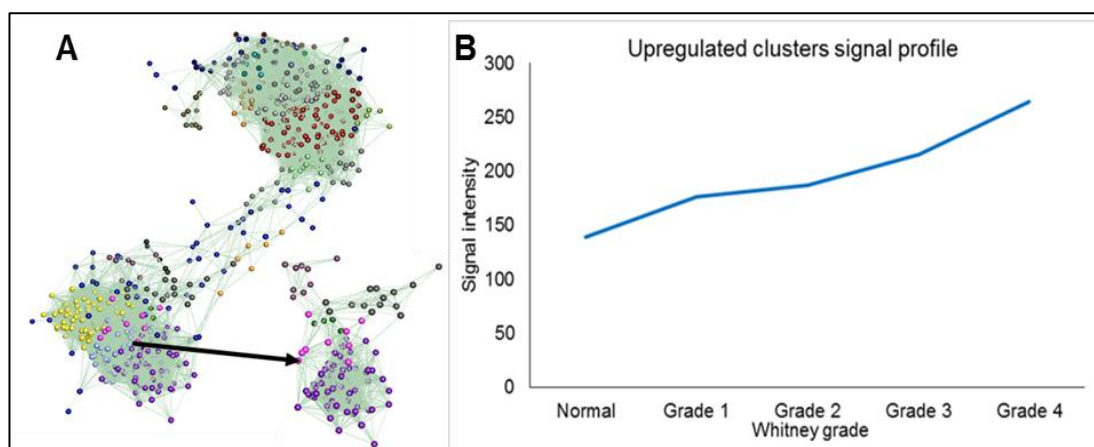 A
B
Upregulated clusters signal profile
300
250
200
150
100
50
0
Signal intensity
Normal Grade 1 Grade 2 Grade 3 Grade 4
Whitney grade